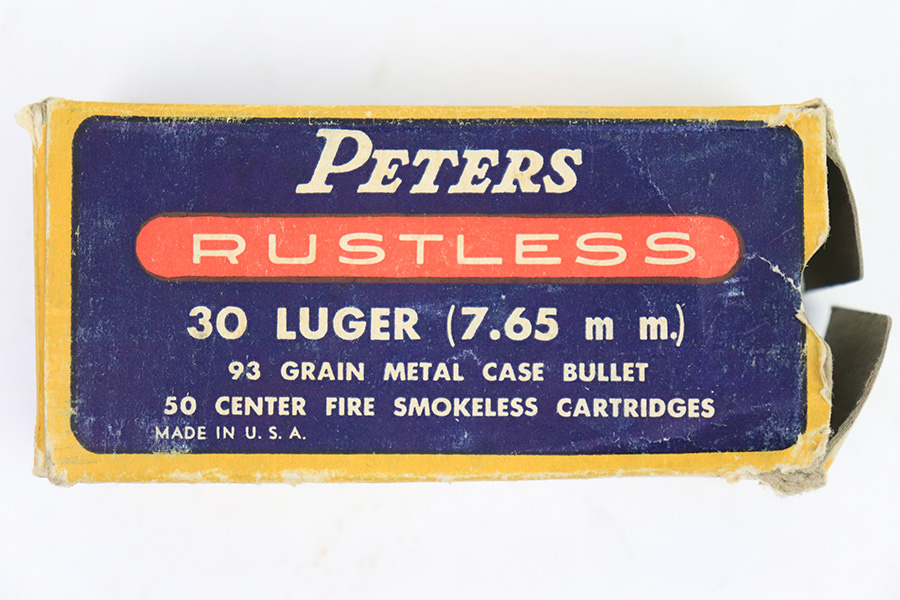 PETERS
RUSTLESS
30 LUGER (7.65 m m.)
93 GRAIN METAL CASE BULLET
50 CENTER FIRE SMOKELESS CARTRIDGES
MADE IN U. S. A.